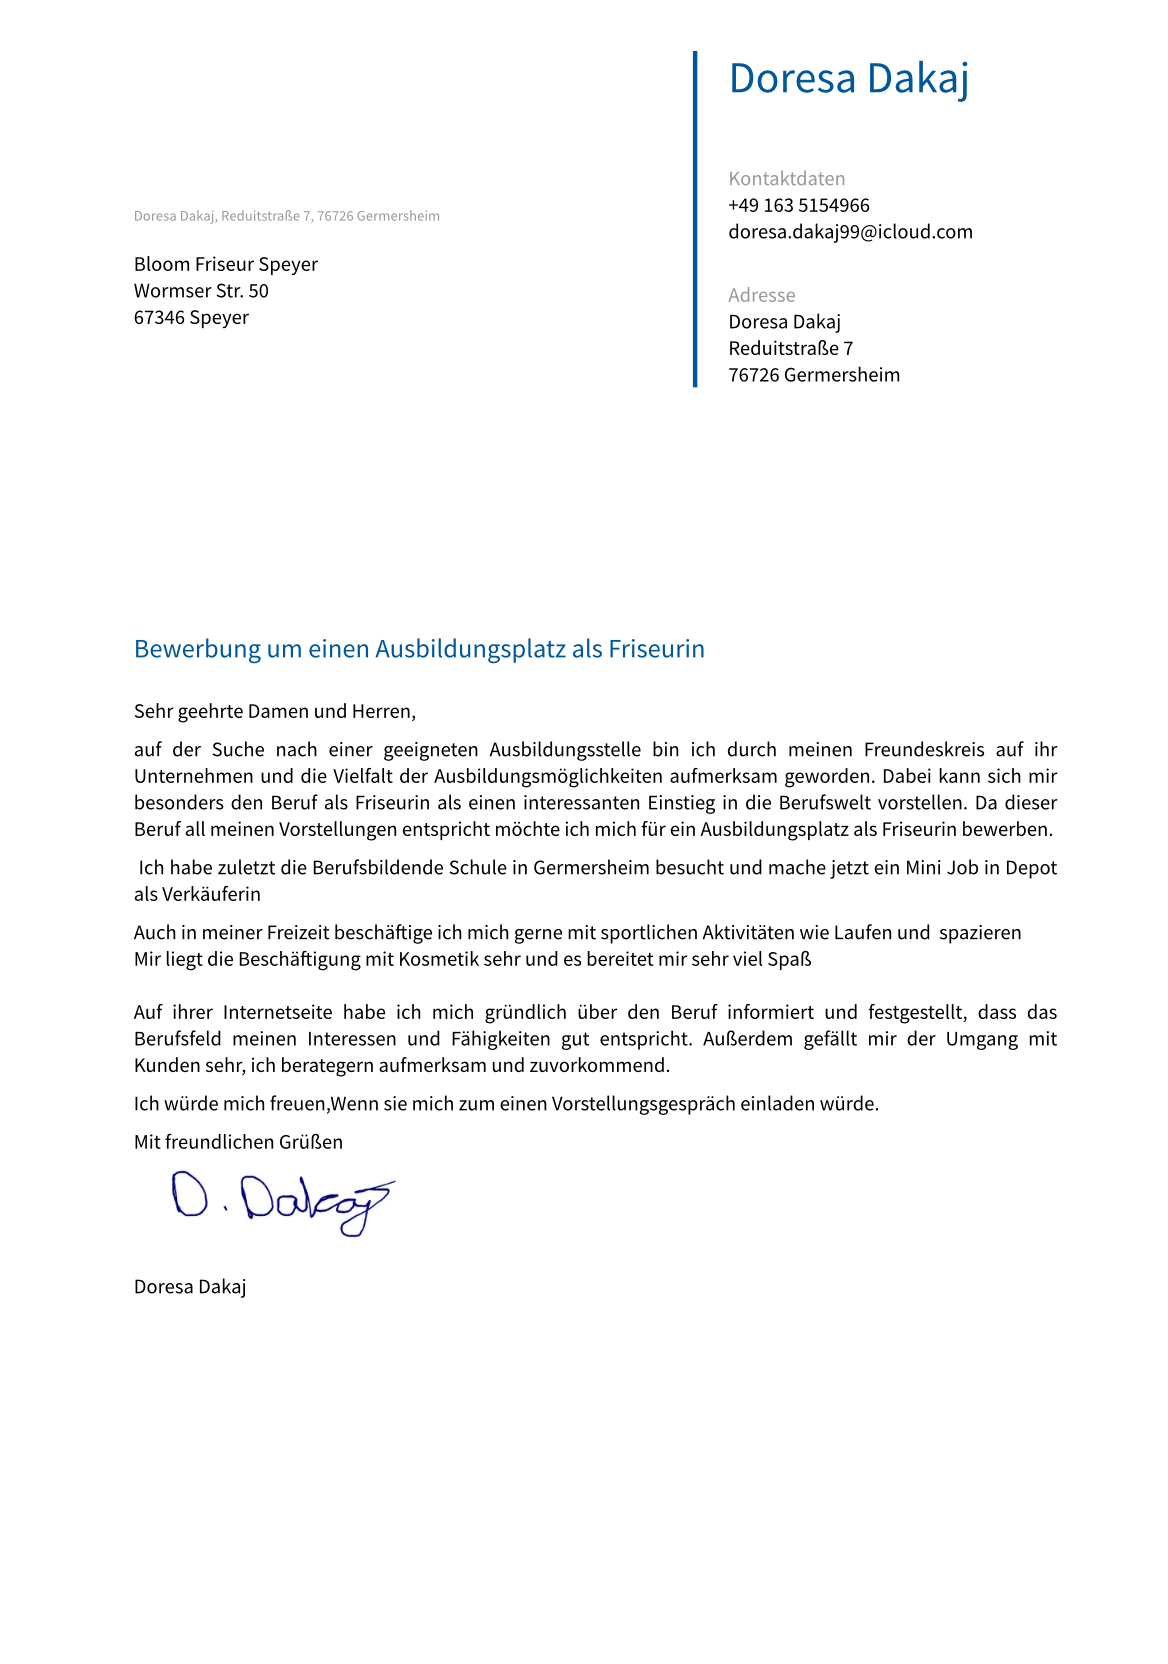 Doresa Dakaj
Kontaktdaten
+49 163 5154966
doresa.dakaj99@icloud.com
Adresse
Doresa Dakaj
Reduitstraße 7
76726 Germersheim
Doresa Dakaj, Reduitstraße 7, 76726 Germersheim
Bloom Friseur Speyer
Wormser Str. 50
67346 Speyer
Bewerbung um einen Ausbildungsplatz als Friseurin
Sehr geehrte Damen und Herren,
auf der Suche nach einer geeigneten Ausbildungsstelle bin ich durch meinen Freundeskreis auf ihr
Unternehmen und die Vielfalt der Ausbildungsmöglichkeiten aufmerksam geworden. Dabei kann sich mir
besonders den Beruf als Friseurin als einen interessanten Einstieg in die Berufswelt vorstellen. Da dieser
Beruf all meinen Vorstellungen entspricht möchte ich mich für ein Ausbildungsplatz als Friseurin bewerben.
Ich habe zuletzt die Berufsbildende Schule in Germersheim besucht und mache jetzt ein Mini Job in Depot
als Verkäuferin
Auch in meiner Freizeit beschäftige ich mich gerne mit sportlichen Aktivitäten wie Laufen und  spazieren
Mir liegt die Beschäftigung mit Kosmetik sehr und es bereitet mir sehr viel Spaß
Auf ihrer Internetseite habe ich mich gründlich über den Beruf informiert und festgestellt, dass das
Berufsfeld meinen Interessen und Fähigkeiten gut entspricht. Außerdem gefällt mir der Umgang mit
Kunden sehr, ich berategern aufmerksam und zuvorkommend.
Ich würde mich freuen,Wenn sie mich zum einen Vorstellungsgespräch einladen würde.
Mit freundlichen Grüßen
D. Dakaj
Doresa Dakaj